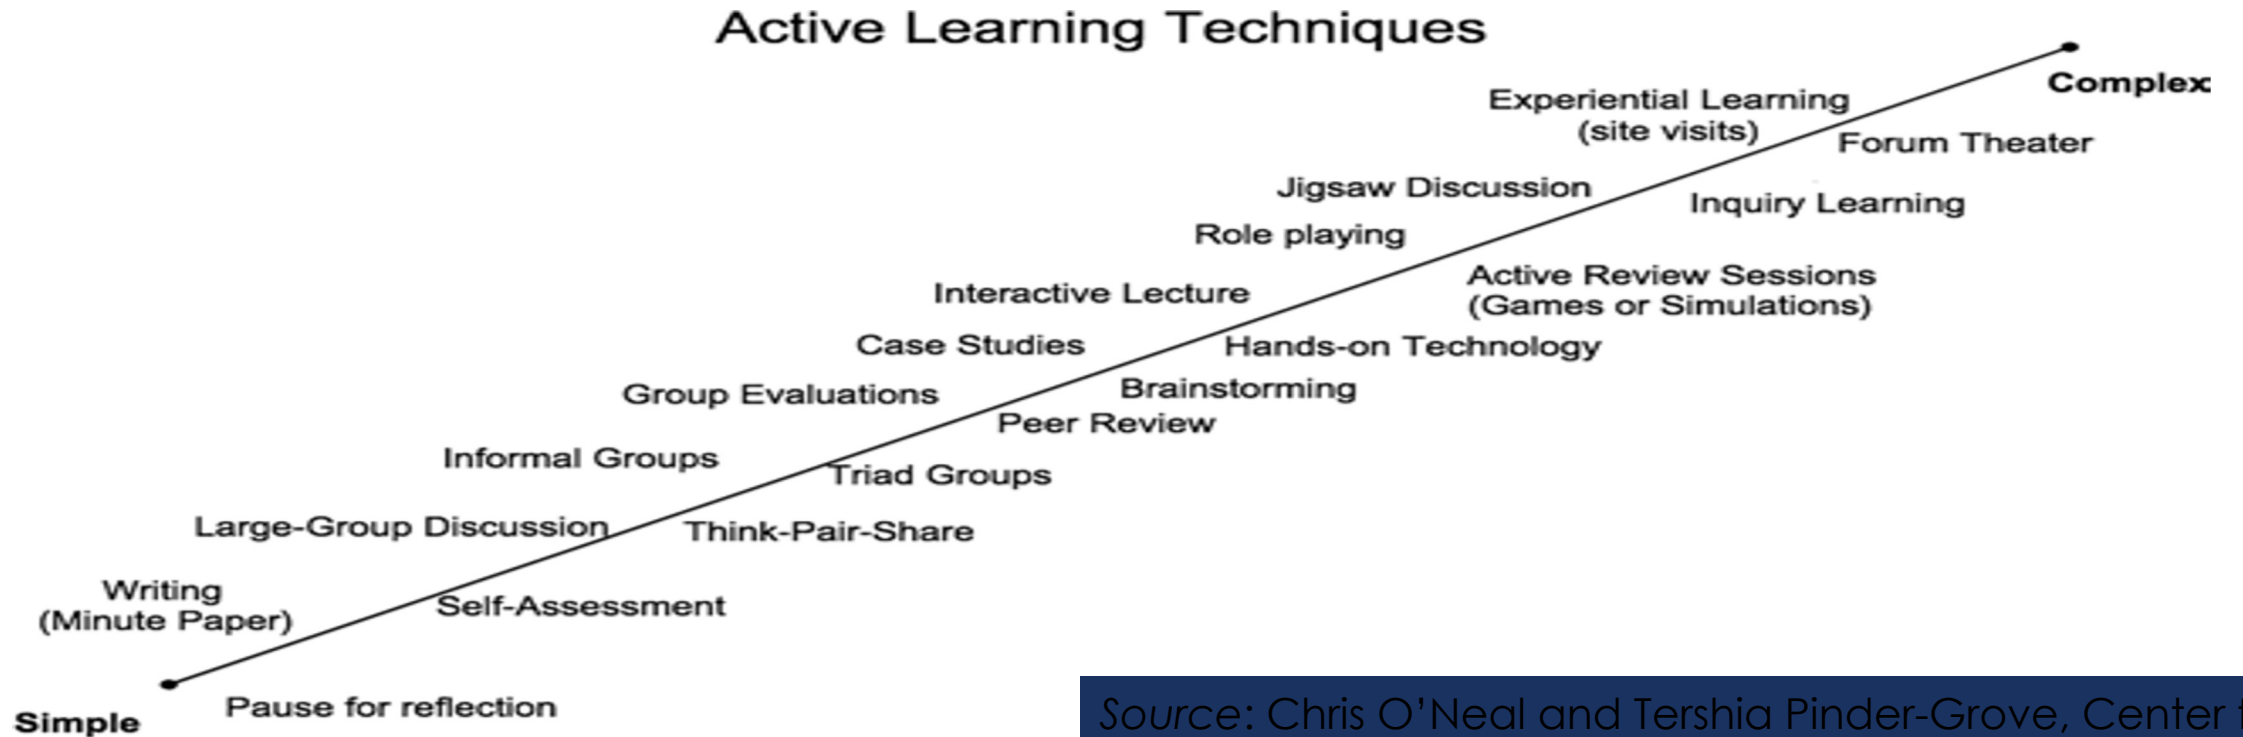 Active Learning Techniques
Complex
Experiential Learning
(site visits)
Forum Theater
Jigsaw Discussion
Inquiry Learning
Role playing
Active Review Sessions
(Games or Simulations)
Interactive Lecture
Case Studies
Hands-on Technology
Group Evaluations
Brainstorming
Peer Review
Informal Groups
Triad Groups
Large-Group Discussion
Think-Pair-Share
Writing
(Minute Paper)
Self-Assessment
Pause for reflection
Simple
Source: Chris O’Neal and Tershia Pinder-Grove, Center